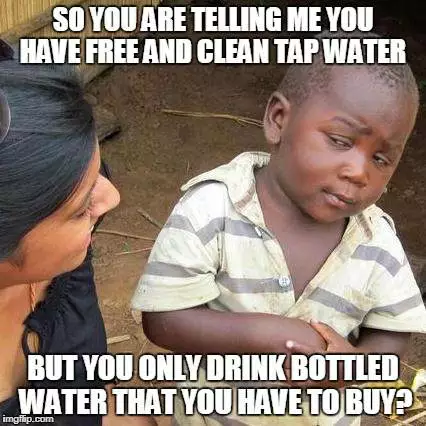 SO YOU ARE TELLING ME YOU
HAVE FREE AND CLEAN TAP WATER
BUT YOU ONLY DRINK BOTTLED
WATER THAT YOU HAVE TO BUY?
imgflip.com